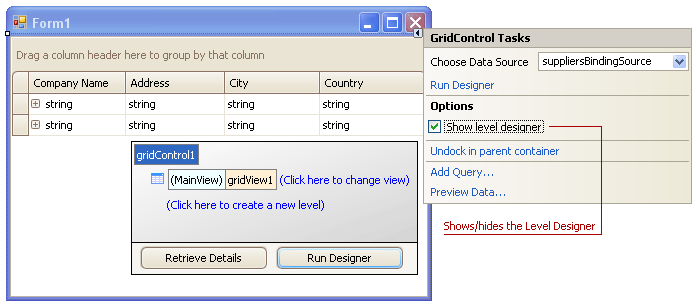 Form1
Drag a column header here to group by that column
Company Name Address City Country
string string string string
string string string string
gridControl1
(MainView) gridView1 (Click here to change view)
(Click here to create a new level)
Retrieve Details Run Designer
GridControl Tasks
Choose Data Source suppliersBindingSource
Run Designer
Options
Show level designer
Undock in parent container
Add Query...
Preview Data...
Shows/hides the Level Designer